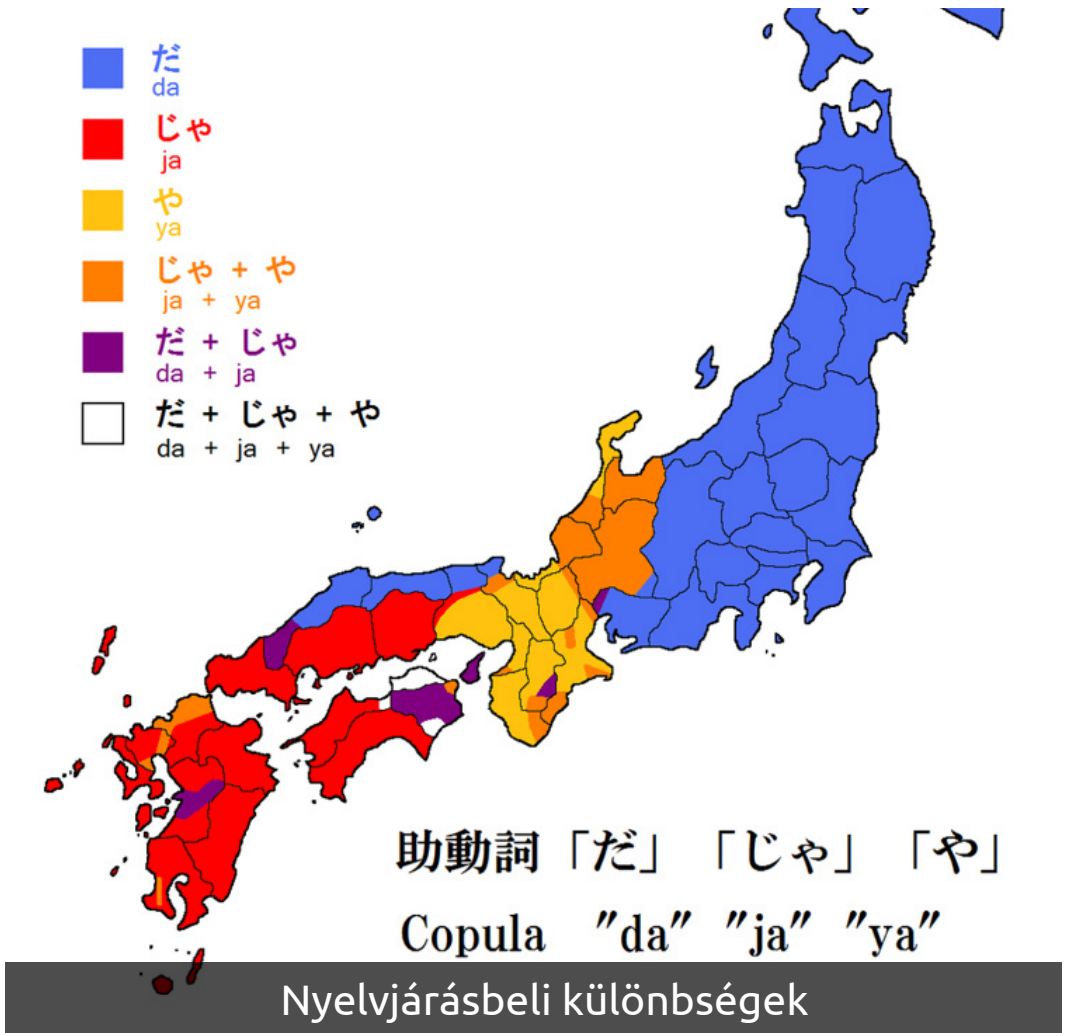 だ
da
じゃ
ja
や
ya
じゃ + や
ja + ya
だ + じゃ
da + ja
だ + じゃ + や
da + ja + ya
助動詞「だ」「じゃ」「や」
Copula "da" "ja" "ya"
Nyelvjárásbeli különbségek